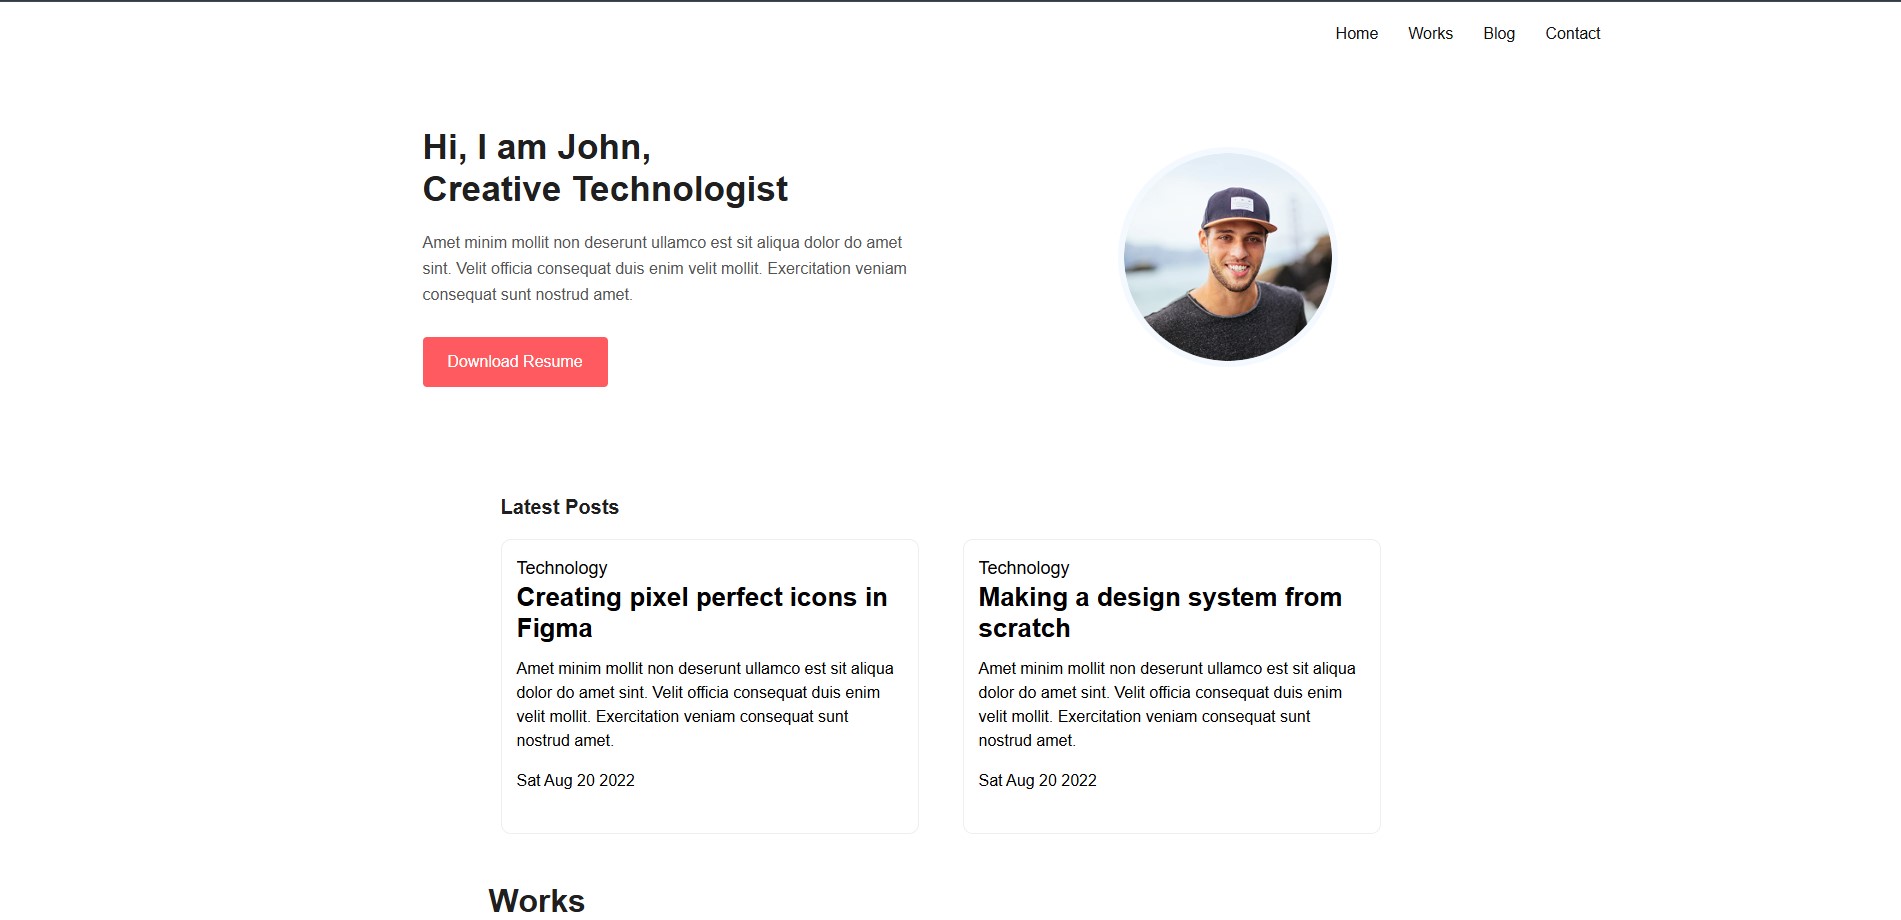 Home Works Blog Contact
Hi, I am John,
Creative Technologist
Amet minim mollit non deserunt ullamco est sit aliqua dolor do amet
sint. Velit officia consequat duis enim velit mollit. Exercitation veniam
consequat sunt nostrud amet.
Download Resume
Latest Posts
Technology
Creating pixel perfect icons in
Figma
Amet minim mollit non deserunt ullamco est sit aliqua
dolor do amet sint. Velit officia consequat duis enim
velit mollit. Exercitation veniam consequat sunt
nostrud amet.
Sat Aug 20 2022
Technology
Making a design system from
scratch
Amet minim mollit non deserunt ullamco est sit aliqua
dolor do amet sint. Velit officia consequat duis enim
velit mollit. Exercitation veniam consequat sunt
nostrud amet.
Sat Aug 20 2022
Works